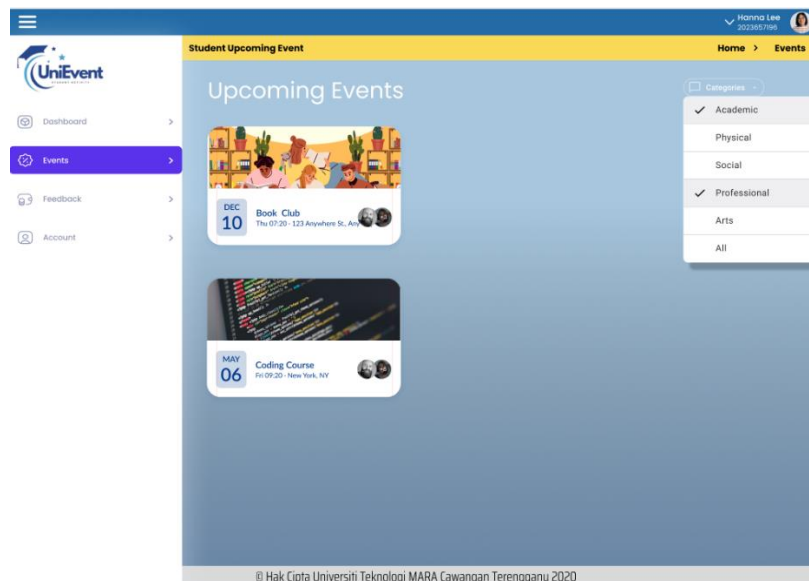 Hanna Lee
2023657196
UniEvent
Student Upcoming Event
Home > Events
Upcoming Events
Categories
Dashboard
Events
Feedback
Account
Academic
Physical
Social
Professional
Arts
All
DEC
10
Book Club
Thu 07:20 - 123 Anywhere St., Any
MAY
06
Coding Course
Fri 09:20 - New York, NY
© Hak Cipta Universiti Teknologi MARA Cawangan Terengganu 2020